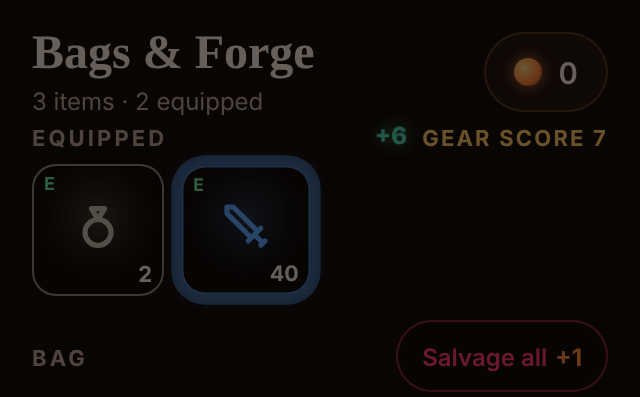 Bags & Forge
0
3 items · 2 equipped
EQUIPPED
+6 GEAR SCORE 7
E
2
E
40
BAG
Salvage all +1